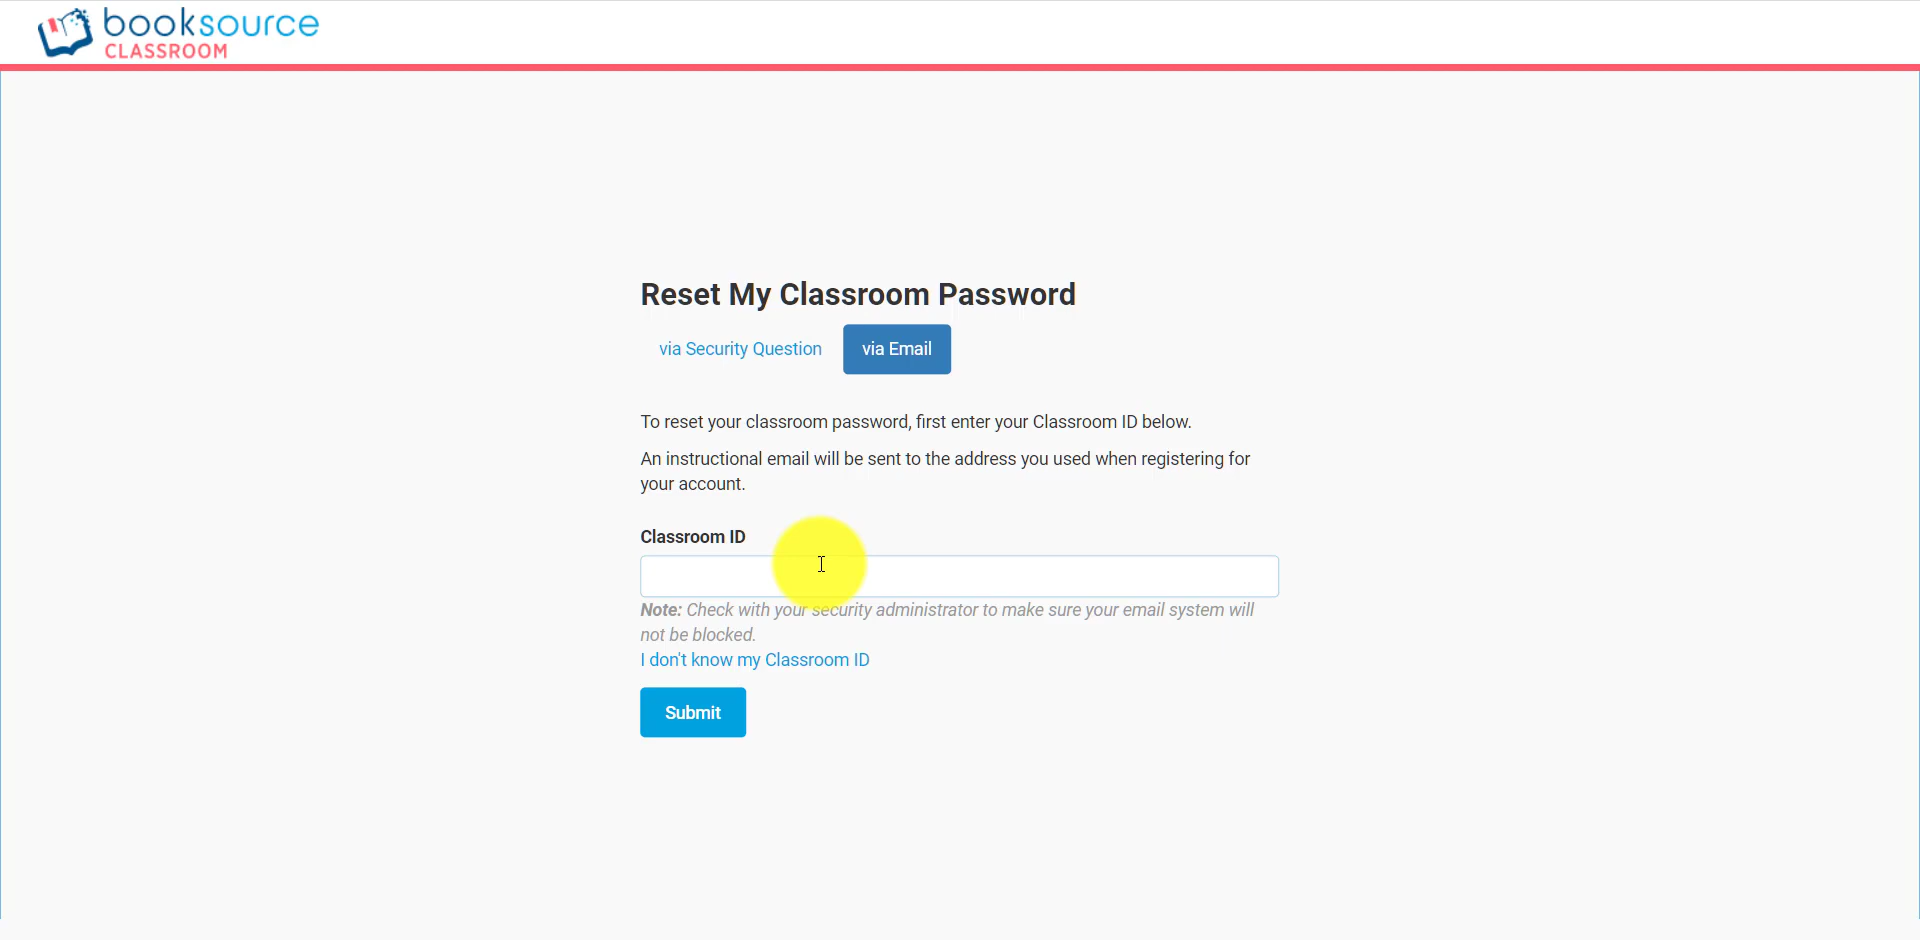 booksource
CLASSROOM
Reset My Classroom Password
via Security Question via Email
To reset your classroom password, first enter your Classroom ID below.
An instructional email will be sent to the address you used when registering for
your account.
Classroom ID
Note: Check with your security administrator to make sure your email system will
not be blocked.
I don't know my Classroom ID
Submit